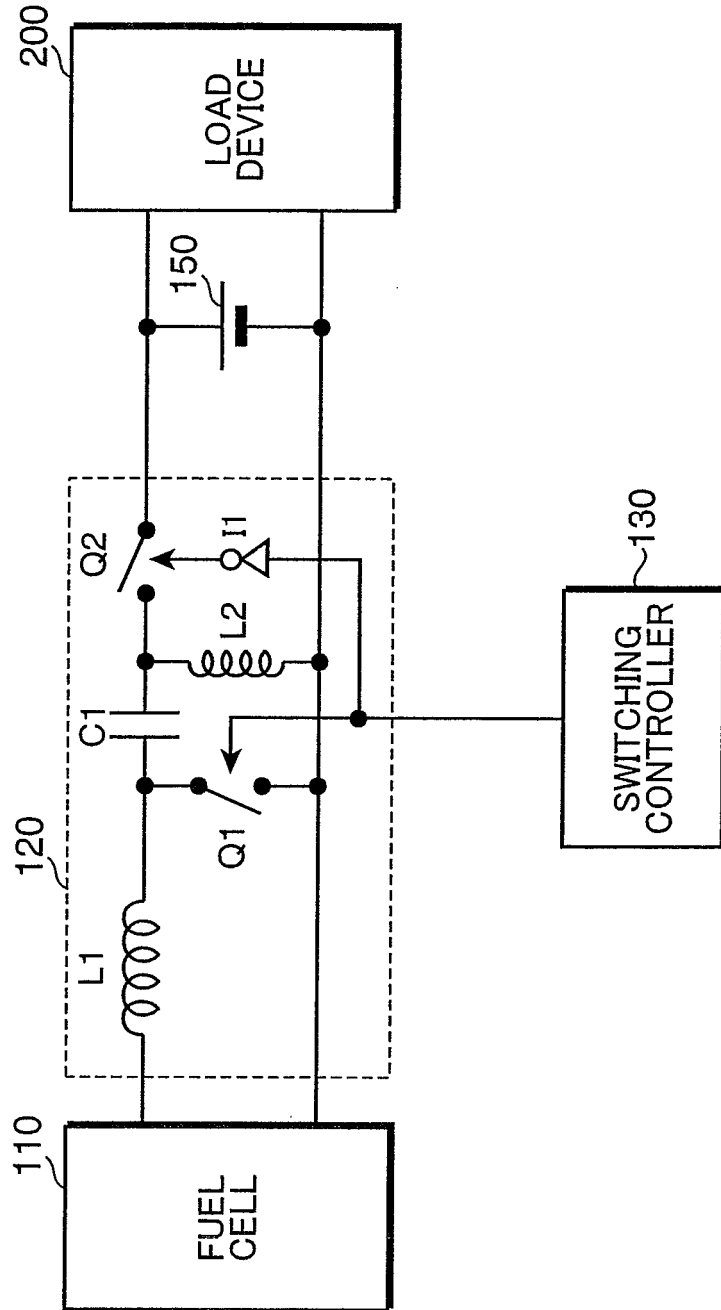 110
FUEL
CELL
120
L1
C1
Q1
L2
Q2
I1
150
200
LOAD
DEVICE
130
SWITCHING
CONTROLLER